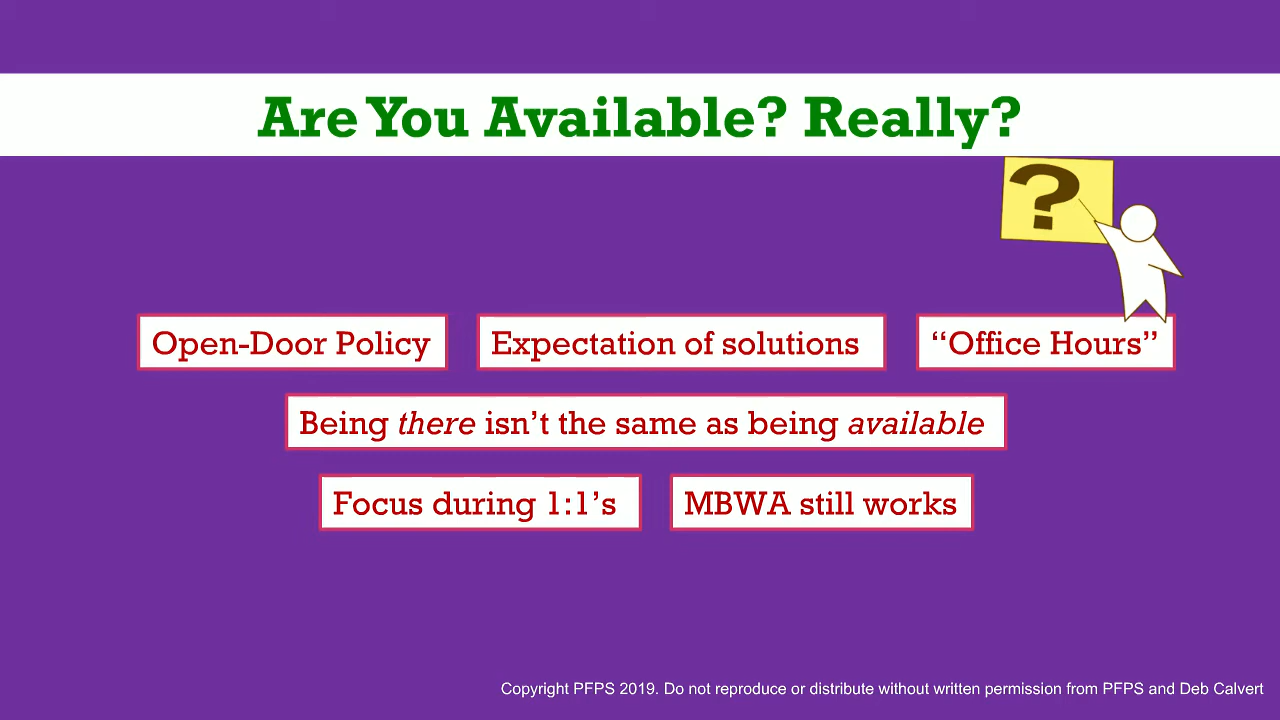 Are You Available? Really?
?
Open-Door Policy
Expectation of solutions
“Office Hours”
Being there isn’t the same as being available
Focus during 1:1’s
MBWA still works
Copyright PFPS 2019. Do not reproduce or distribute without written permission from PFPS and Deb Calvert